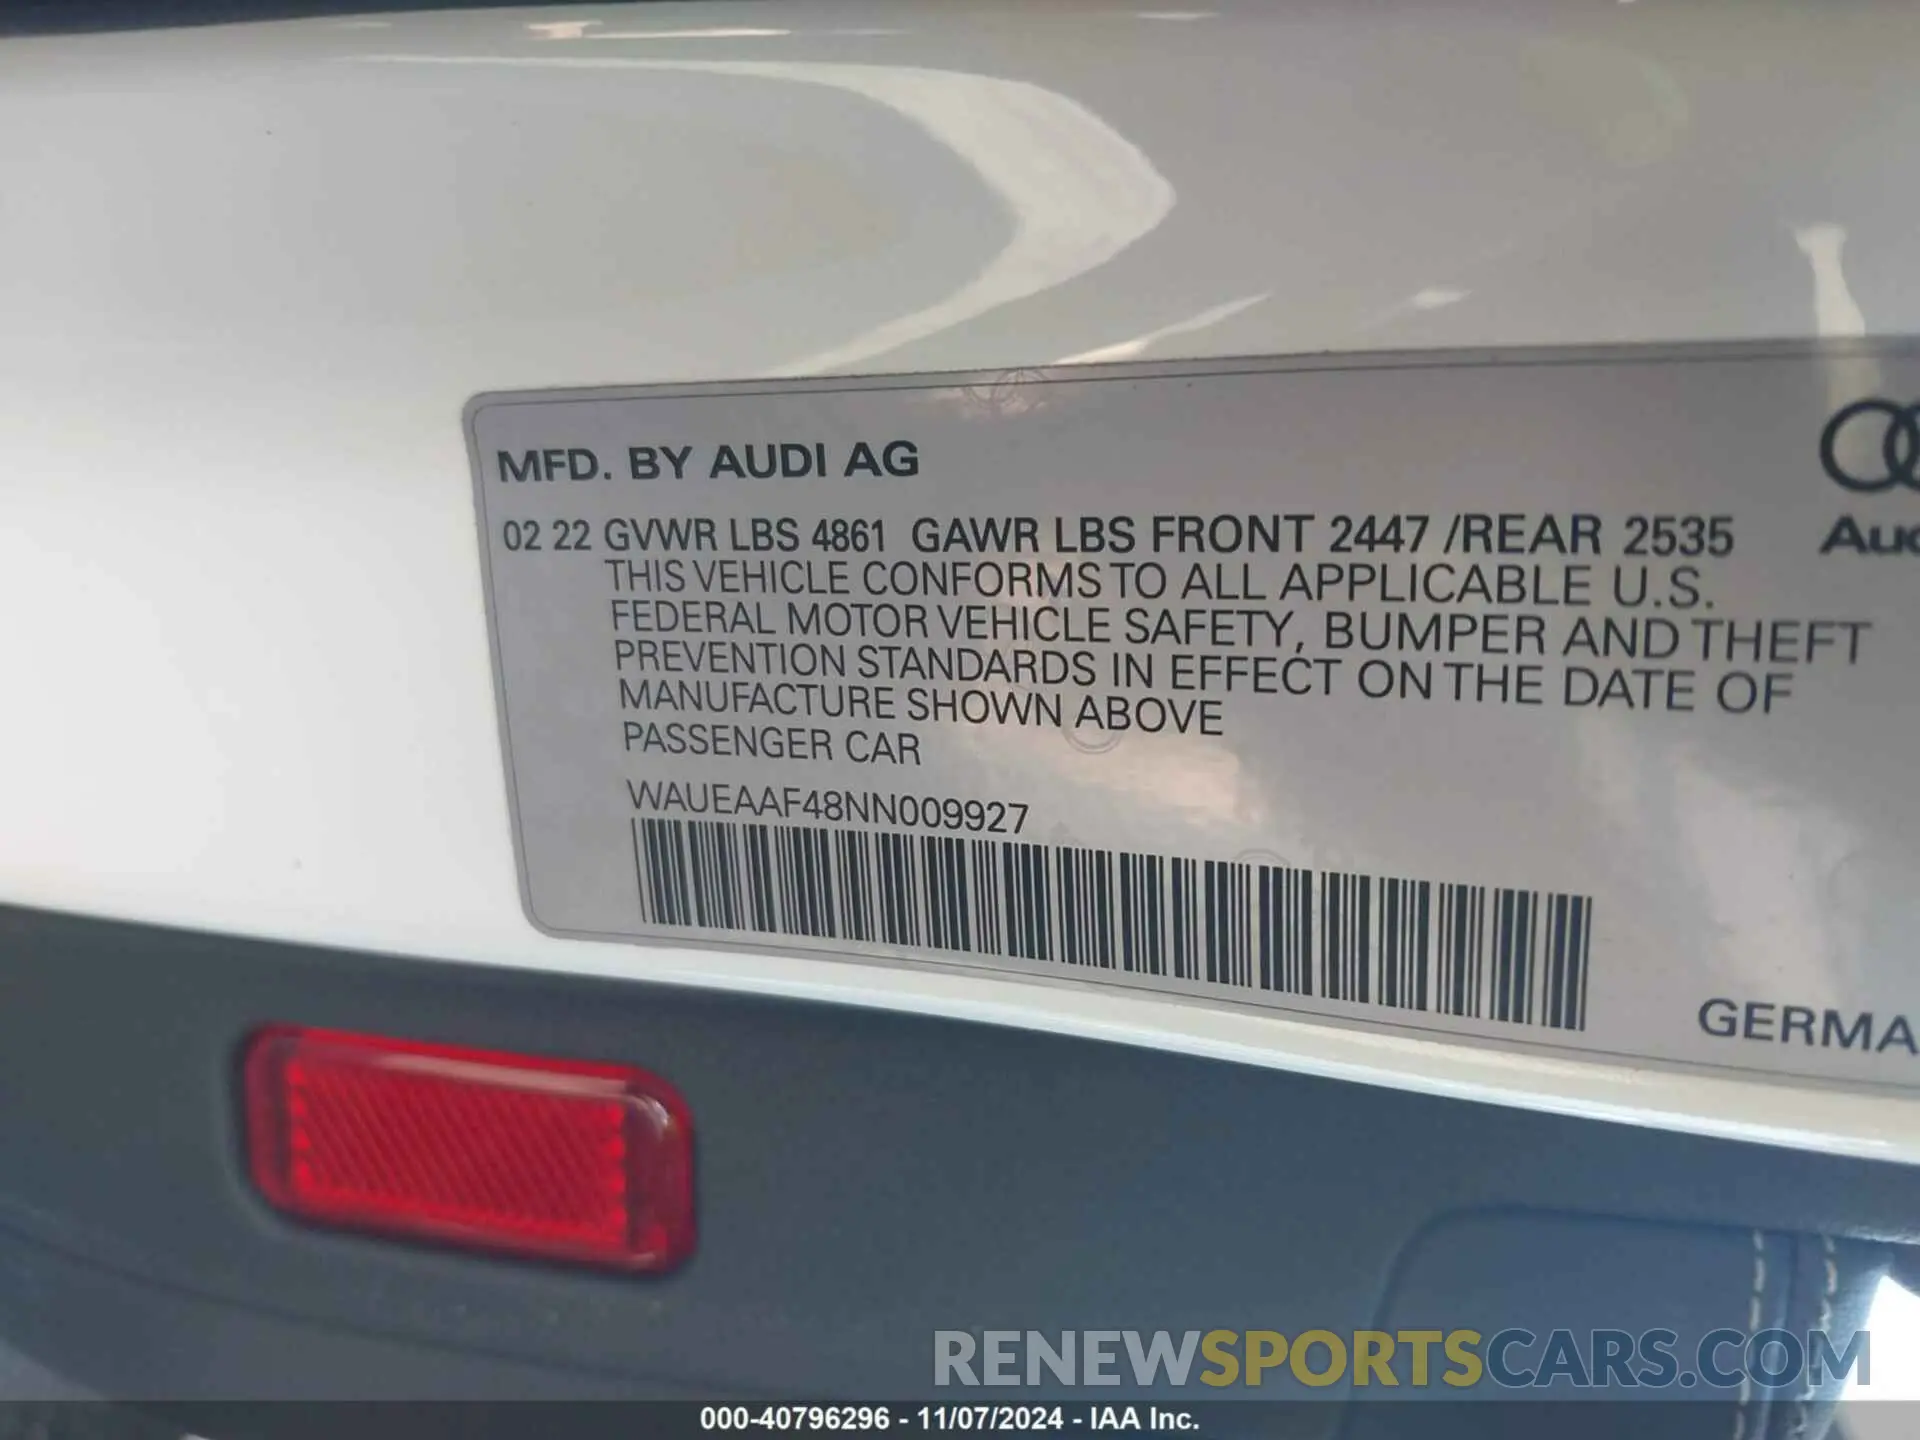 MFD. BY AUDI AG
02 22 GVWR LBS 4861 GAWR LBS FRONT 2447 /REAR 2535
THIS VEHICLE CONFORMS TO ALL APPLICABLE U.S.
FEDERAL MOTOR VEHICLE SAFETY, BUMPER AND THEFT
PREVENTION STANDARDS IN EFFECT ON THE DATE OF
MANUFACTURE SHOWN ABOVE
PASSENGER CAR
WAUEAAF48NN009927
RENEWSPORTSCARS.COM
000-40796296 - 11/07/2024 - IAA Inc.